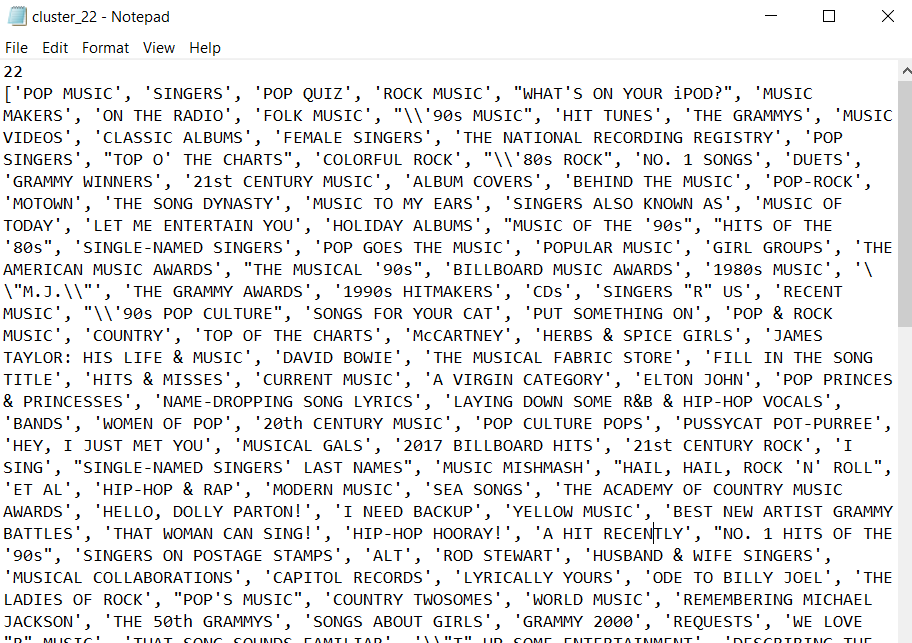 cluster_22 - Notepad
File Edit Format View Help
22
['POP MUSIC', 'SINGERS', 'POP QUIZ', 'ROCK MUSIC', "WHAT'S ON YOUR iPOD?", 'MUSIC
MAKERS', 'ON THE RADIO', 'FOLK MUSIC', "\\'90s MUSIC", 'HIT TUNES', 'THE GRAMMYS', 'MUSIC
VIDEOS', 'CLASSIC ALBUMS', 'FEMALE SINGERS', 'THE NATIONAL RECORDING REGISTRY', 'POP
SINGERS', "TOP O' THE CHARTS", 'COLORFUL ROCK', "\\'80s ROCK", 'NO. 1 SONGS', 'DUETS',
'GRAMMY WINNERS', '21st CENTURY MUSIC', 'ALBUM COVERS', 'BEHIND THE MUSIC', 'POP-ROCK',
'MOTOWN', 'THE SONG DYNASTY', 'MUSIC TO MY EARS', 'SINGERS ALSO KNOWN AS', 'MUSIC OF
TODAY', 'LET ME ENTERTAIN YOU', 'HOLIDAY ALBUMS', "MUSIC OF THE '90s", "HITS OF THE
'80s", 'SINGLE-NAMED SINGERS', 'POP GOES THE MUSIC', 'POPULAR MUSIC', 'GIRL GROUPS', 'THE
AMERICAN MUSIC AWARDS', "THE MUSICAL '90s", 'BILLBOARD MUSIC AWARDS', '1980s MUSIC', '\
\"M.J.\\"', 'THE GRAMMY AWARDS', '1990s HITMAKERS', 'CDs', 'SINGERS "R" US', 'RECENT
MUSIC', "\\'90s POP CULTURE", 'SONGS FOR YOUR CAT', 'PUT SOMETHING ON', 'POP & ROCK
MUSIC', 'COUNTRY', 'TOP OF THE CHARTS', 'McCARTNEY', 'HERBS & SPICE GIRLS', 'JAMES
TAYLOR: HIS LIFE & MUSIC', 'DAVID BOWIE', 'THE MUSICAL FABRIC STORE', 'FILL IN THE SONG
TITLE', 'HITS & MISSES', 'CURRENT MUSIC', 'A VIRGIN CATEGORY', 'ELTON JOHN', 'POP PRINCES
& PRINCESSES', 'NAME-DROPPING SONG LYRICS', 'LAYING DOWN SOME R&B & HIP-HOP VOCALS',
'BANDS', 'WOMEN OF POP', '20th CENTURY MUSIC', 'POP CULTURE POPS', 'PUSSYCAT POT-PURREE',
'HEY, I JUST MET YOU', 'MUSICAL GALS', '2017 BILLBOARD HITS', '21st CENTURY ROCK', 'I
SING', "SINGLE-NAMED SINGERS' LAST NAMES", 'MUSIC MISHMASH', "HAIL, HAIL, ROCK 'N' ROLL",
'ET AL', 'HIP-HOP & RAP', 'MODERN MUSIC', 'SEA SONGS', 'THE ACADEMY OF COUNTRY MUSIC
AWARDS', 'HELLO, DOLLY PARTON!', 'I NEED BACKUP', 'YELLOW MUSIC', 'BEST NEW ARTIST GRAMMY
BATTLES', 'THAT WOMAN CAN SING!', 'HIP-HOP HOORAY!', 'A HIT RECENTLY', "NO. 1 HITS OF THE
'90s", 'SINGERS ON POSTAGE STAMPS', 'ALT', 'ROD STEWART', 'HUSBAND & WIFE SINGERS',
'MUSICAL COLLABORATIONS', 'CAPITOL RECORDS', 'LYRICALLY YOURS', 'ODE TO BILLY JOEL', 'THE
LADIES OF ROCK', "POP'S MUSIC", 'COUNTRY TWOSOMES', 'WORLD MUSIC', 'REMEMBERING MICHAEL
JACKSON', 'THE 50th GRAMMYS', 'SONGS ABOUT GIRLS', 'GRAMMY 2000', 'REQUESTS', 'WE LOVE
"R" MUSIC', 'THAT SONG SOUNDS FAMILIAR', '\\"T" UP SOME ENTERTAINMENT', 'DESCRIBING THE